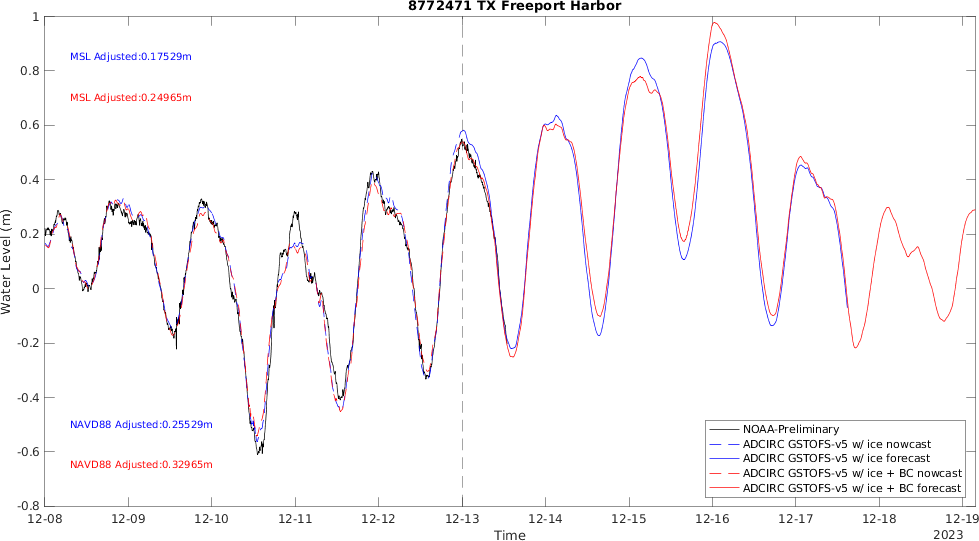 8772471 TX Freeport Harbor
MSL Adjusted:0.17529m
MSL Adjusted:0.24965m
NAVD88 Adjusted:0.25529m
NAVD88 Adjusted:0.32965m
Water Level (m)
1
0.8
0.6
0.4
0.2
0
-0.2
-0.4
-0.6
-0.8
NOAA-Preliminary
ADCIRC GSTOFS-v5 w/ ice nowcast
ADCIRC GSTOFS-v5 w/ ice forecast
ADCIRC GSTOFS-v5 w/ ice + BC nowcast
ADCIRC GSTOFS-v5 w/ ice + BC forecast
12-08 12-09 12-10 12-11 12-12 12-13 12-14 12-15 12-16 12-17 12-18 12-19
Time
2023